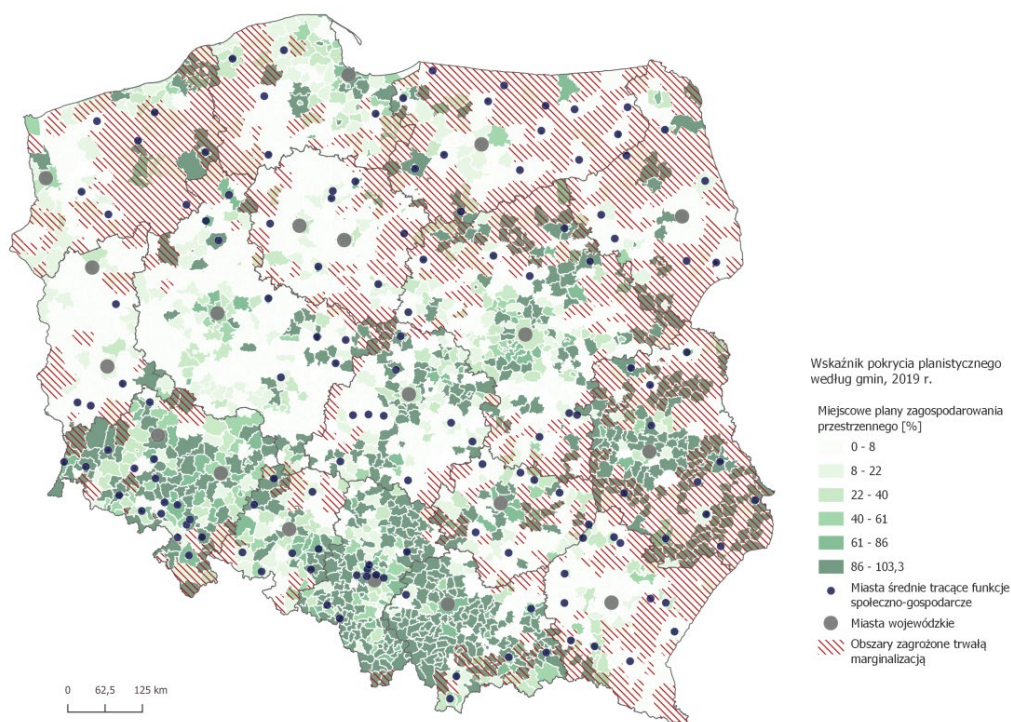 Wskaźnik pokrycia planistycznego
według gmin, 2019 r.
Miejscowe plany zagospodarowania
przestrzennego [%]
0 - 8
8 - 22
22 - 40
40 - 61
61 - 86
86 - 103,3
Miasta średnie tracące funkcje
społeczno-gospodarcze
Miasta wojewódzkie
Obszary zagrożone trwałą
marginalizacją
0 62,5 125 km